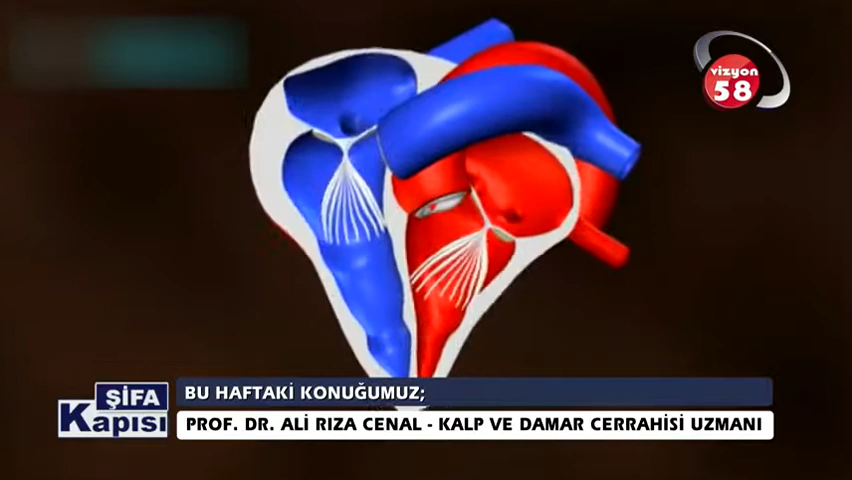 vizyon
58
BU HAFTAKİ KONUĞUMUZ;
ŞİFA
Kapısı
PROF. DR. ALİ RIZA CENAL - KALP VE DAMAR CERRAHİSİ UZMANI